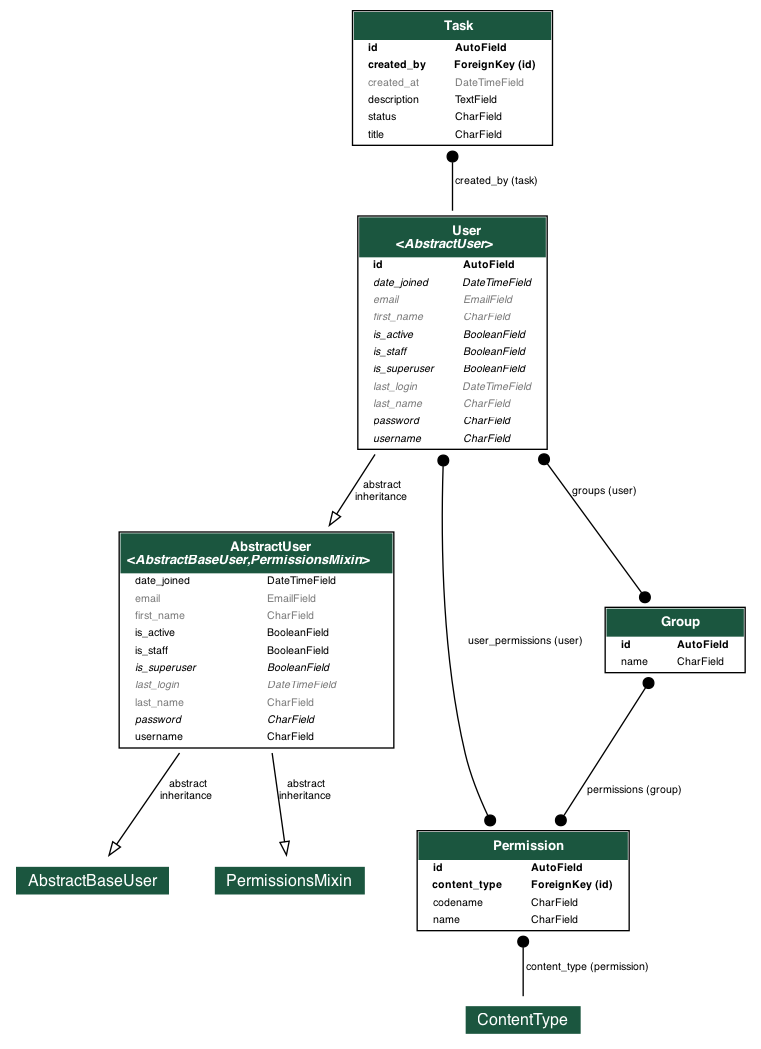 Task
id AutoField
created_by ForeignKey (id)
created_at DateTimeField
description TextField
status CharField
title CharField
created_by (task)
User
<AbstractUser>
id AutoField
date_joined DateTimeField
email EmailField
first_name CharField
is_active BooleanField
is_staff BooleanField
is_superuser BooleanField
last_login DateTimeField
last_name CharField
password CharField
username CharField
abstract
inheritance
groups (user)
AbstractUser
<AbstractBaseUser,PermissionsMixin>
date_joined DateTimeField
email EmailField
first_name CharField
is_active BooleanField
is_staff BooleanField
is_superuser BooleanField
last_login DateTimeField
last_name CharField
password CharField
username CharField
user_permissions (user)
Group
id AutoField
name CharField
abstract
inheritance
abstract
inheritance
permissions (group)
AbstractBaseUser
PermissionsMixin
Permission
id AutoField
content_type ForeignKey (id)
codename CharField
name CharField
content_type (permission)
ContentType